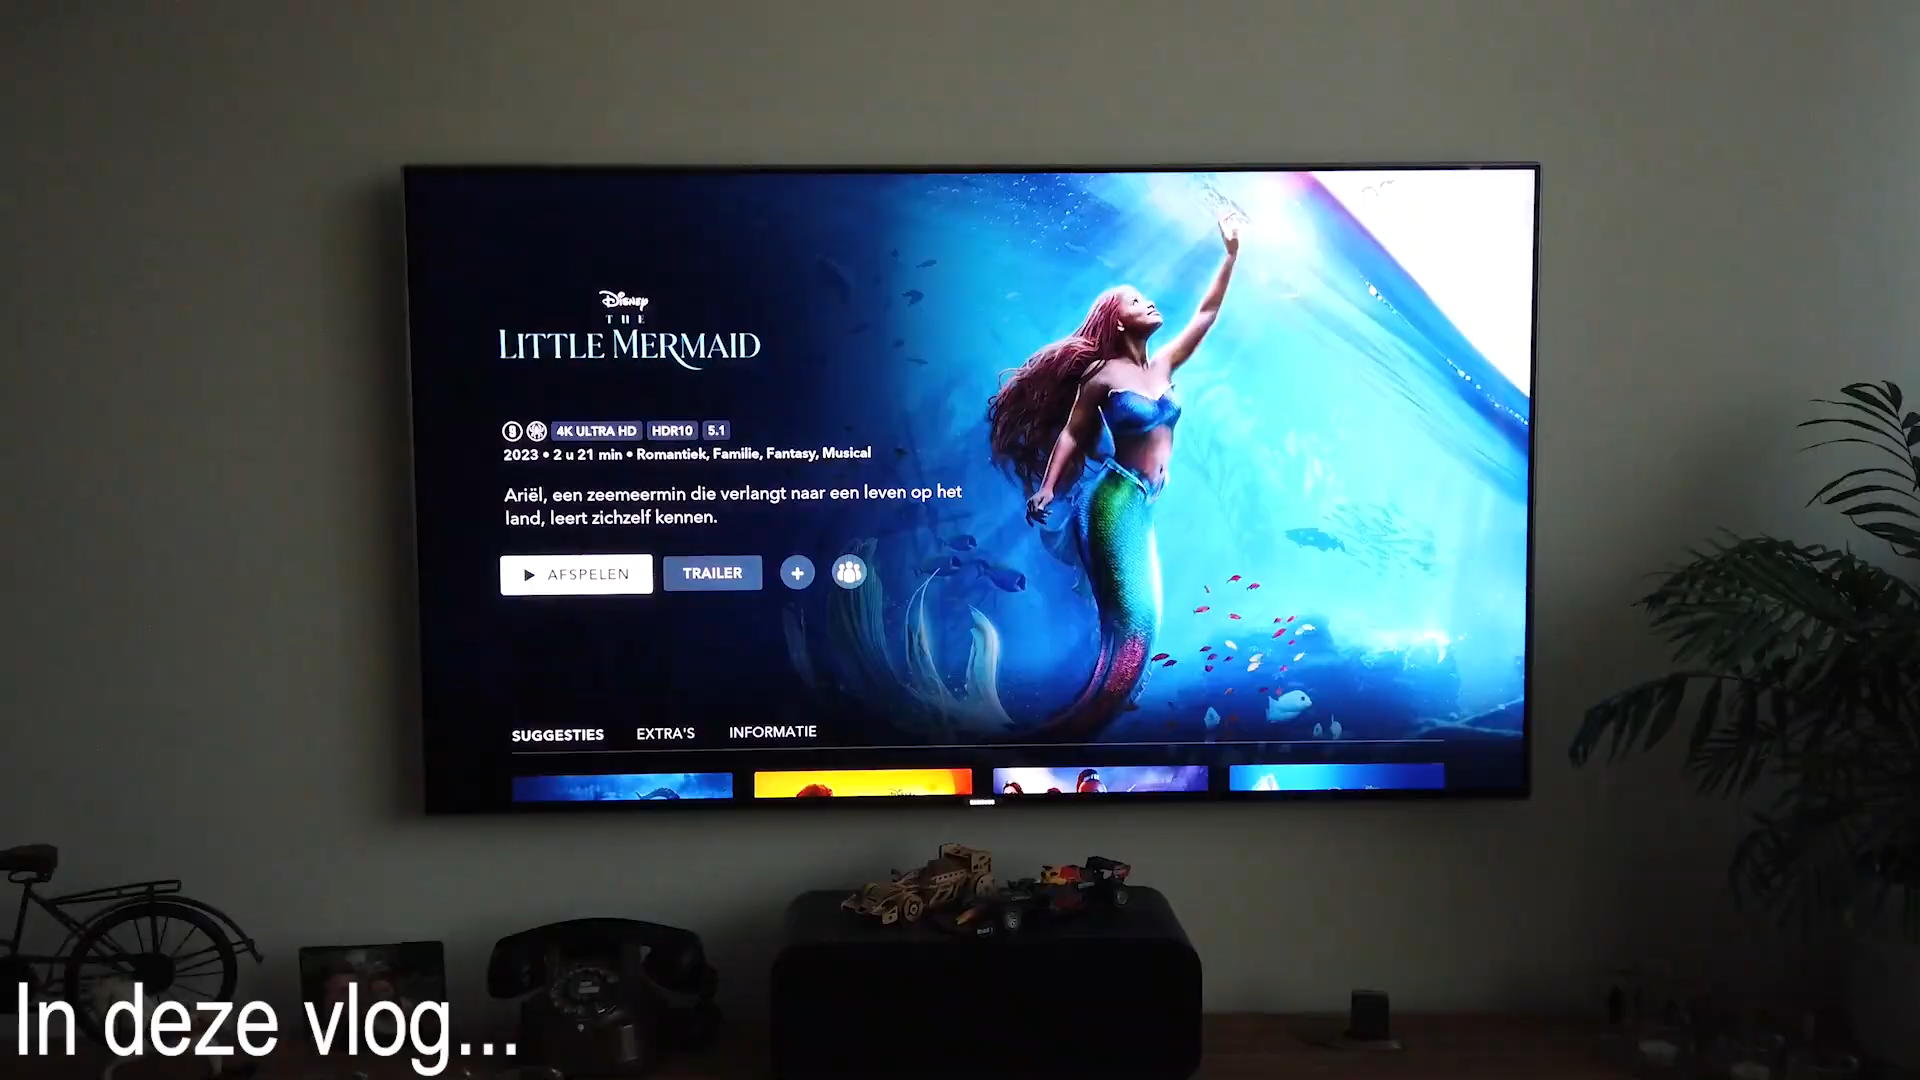 Disney
THE
LITTLE MERMAID
9 4K ULTRA HD HDR10 5.1
2023 • 2 u 21 min • Romantiek, Familie, Fantasy, Musical
Ariël, een zeemeermin die verlangt naar een leven op het
land, leert zichzelf kennen.
AFSPELEN TRAILER +
SUGGESTIES EXTRA'S INFORMATIE
SAMSUNG
In deze vlog...